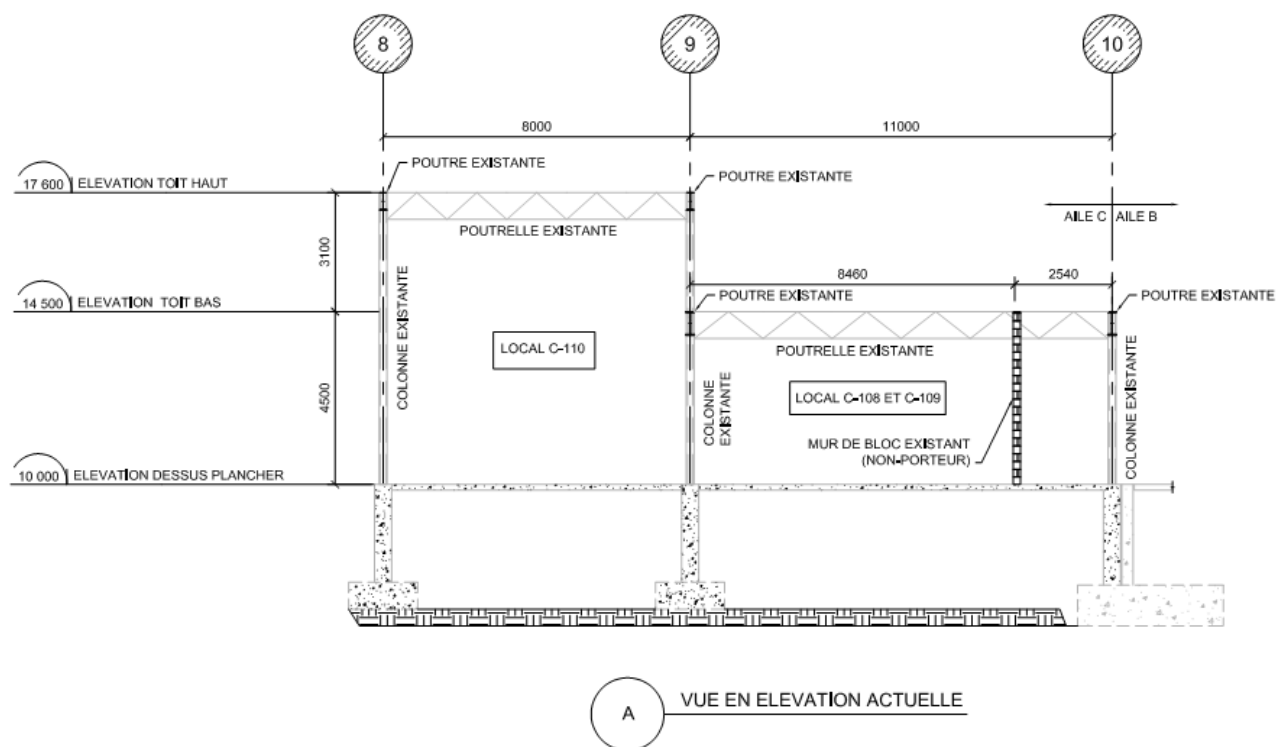 8
9
10
8000
11000
POUTRE EXISTANTE
POUTRE EXISTANTE
17 600
ELEVATION TOIT HAUT
AILE C
AILE B
POUTRELLE EXISTANTE
3100
8460
2540
14 500
ELEVATION TOIT BAS
POUTRE EXISTANTE
POUTRE EXISTANTE
COLONNE EXISTANTE
LOCAL C-110
POUTRELLE EXISTANTE
4500
COLONNE
EXISTANTE
LOCAL C-108 ET C-109
COLONNE EXISTANTE
MUR DE BLOC EXISTANT
(NON-PORTEUR)
10 000
ELEVATION DESSUS PLANCHER
A
VUE EN ELEVATION ACTUELLE